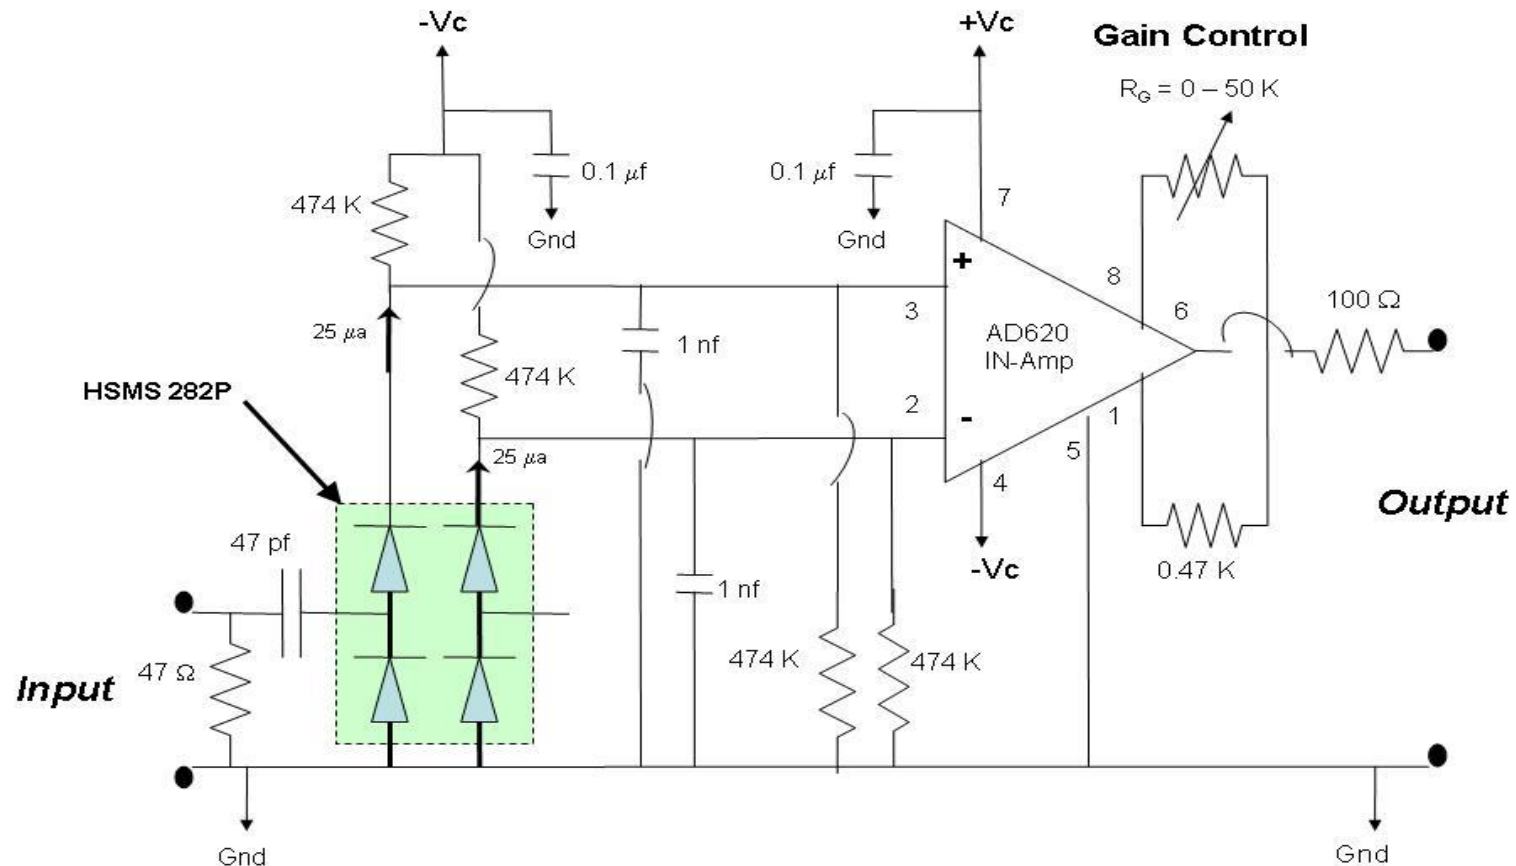 -Vc
+Vc
Gain Control
R_G = 0 – 50 K
0.1 µf
0.1 µf
474 K
7
Gnd
Gnd
+
8
3
6
100 Ω
25 µa
1 nf
AD620
IN-Amp
474 K
HSMS 282P
2
-
1
25 µa
5
4
Output
47 pf
-Vc
0.47 K
1 nf
474 K
474 K
47 Ω
Input
Gnd
Gnd